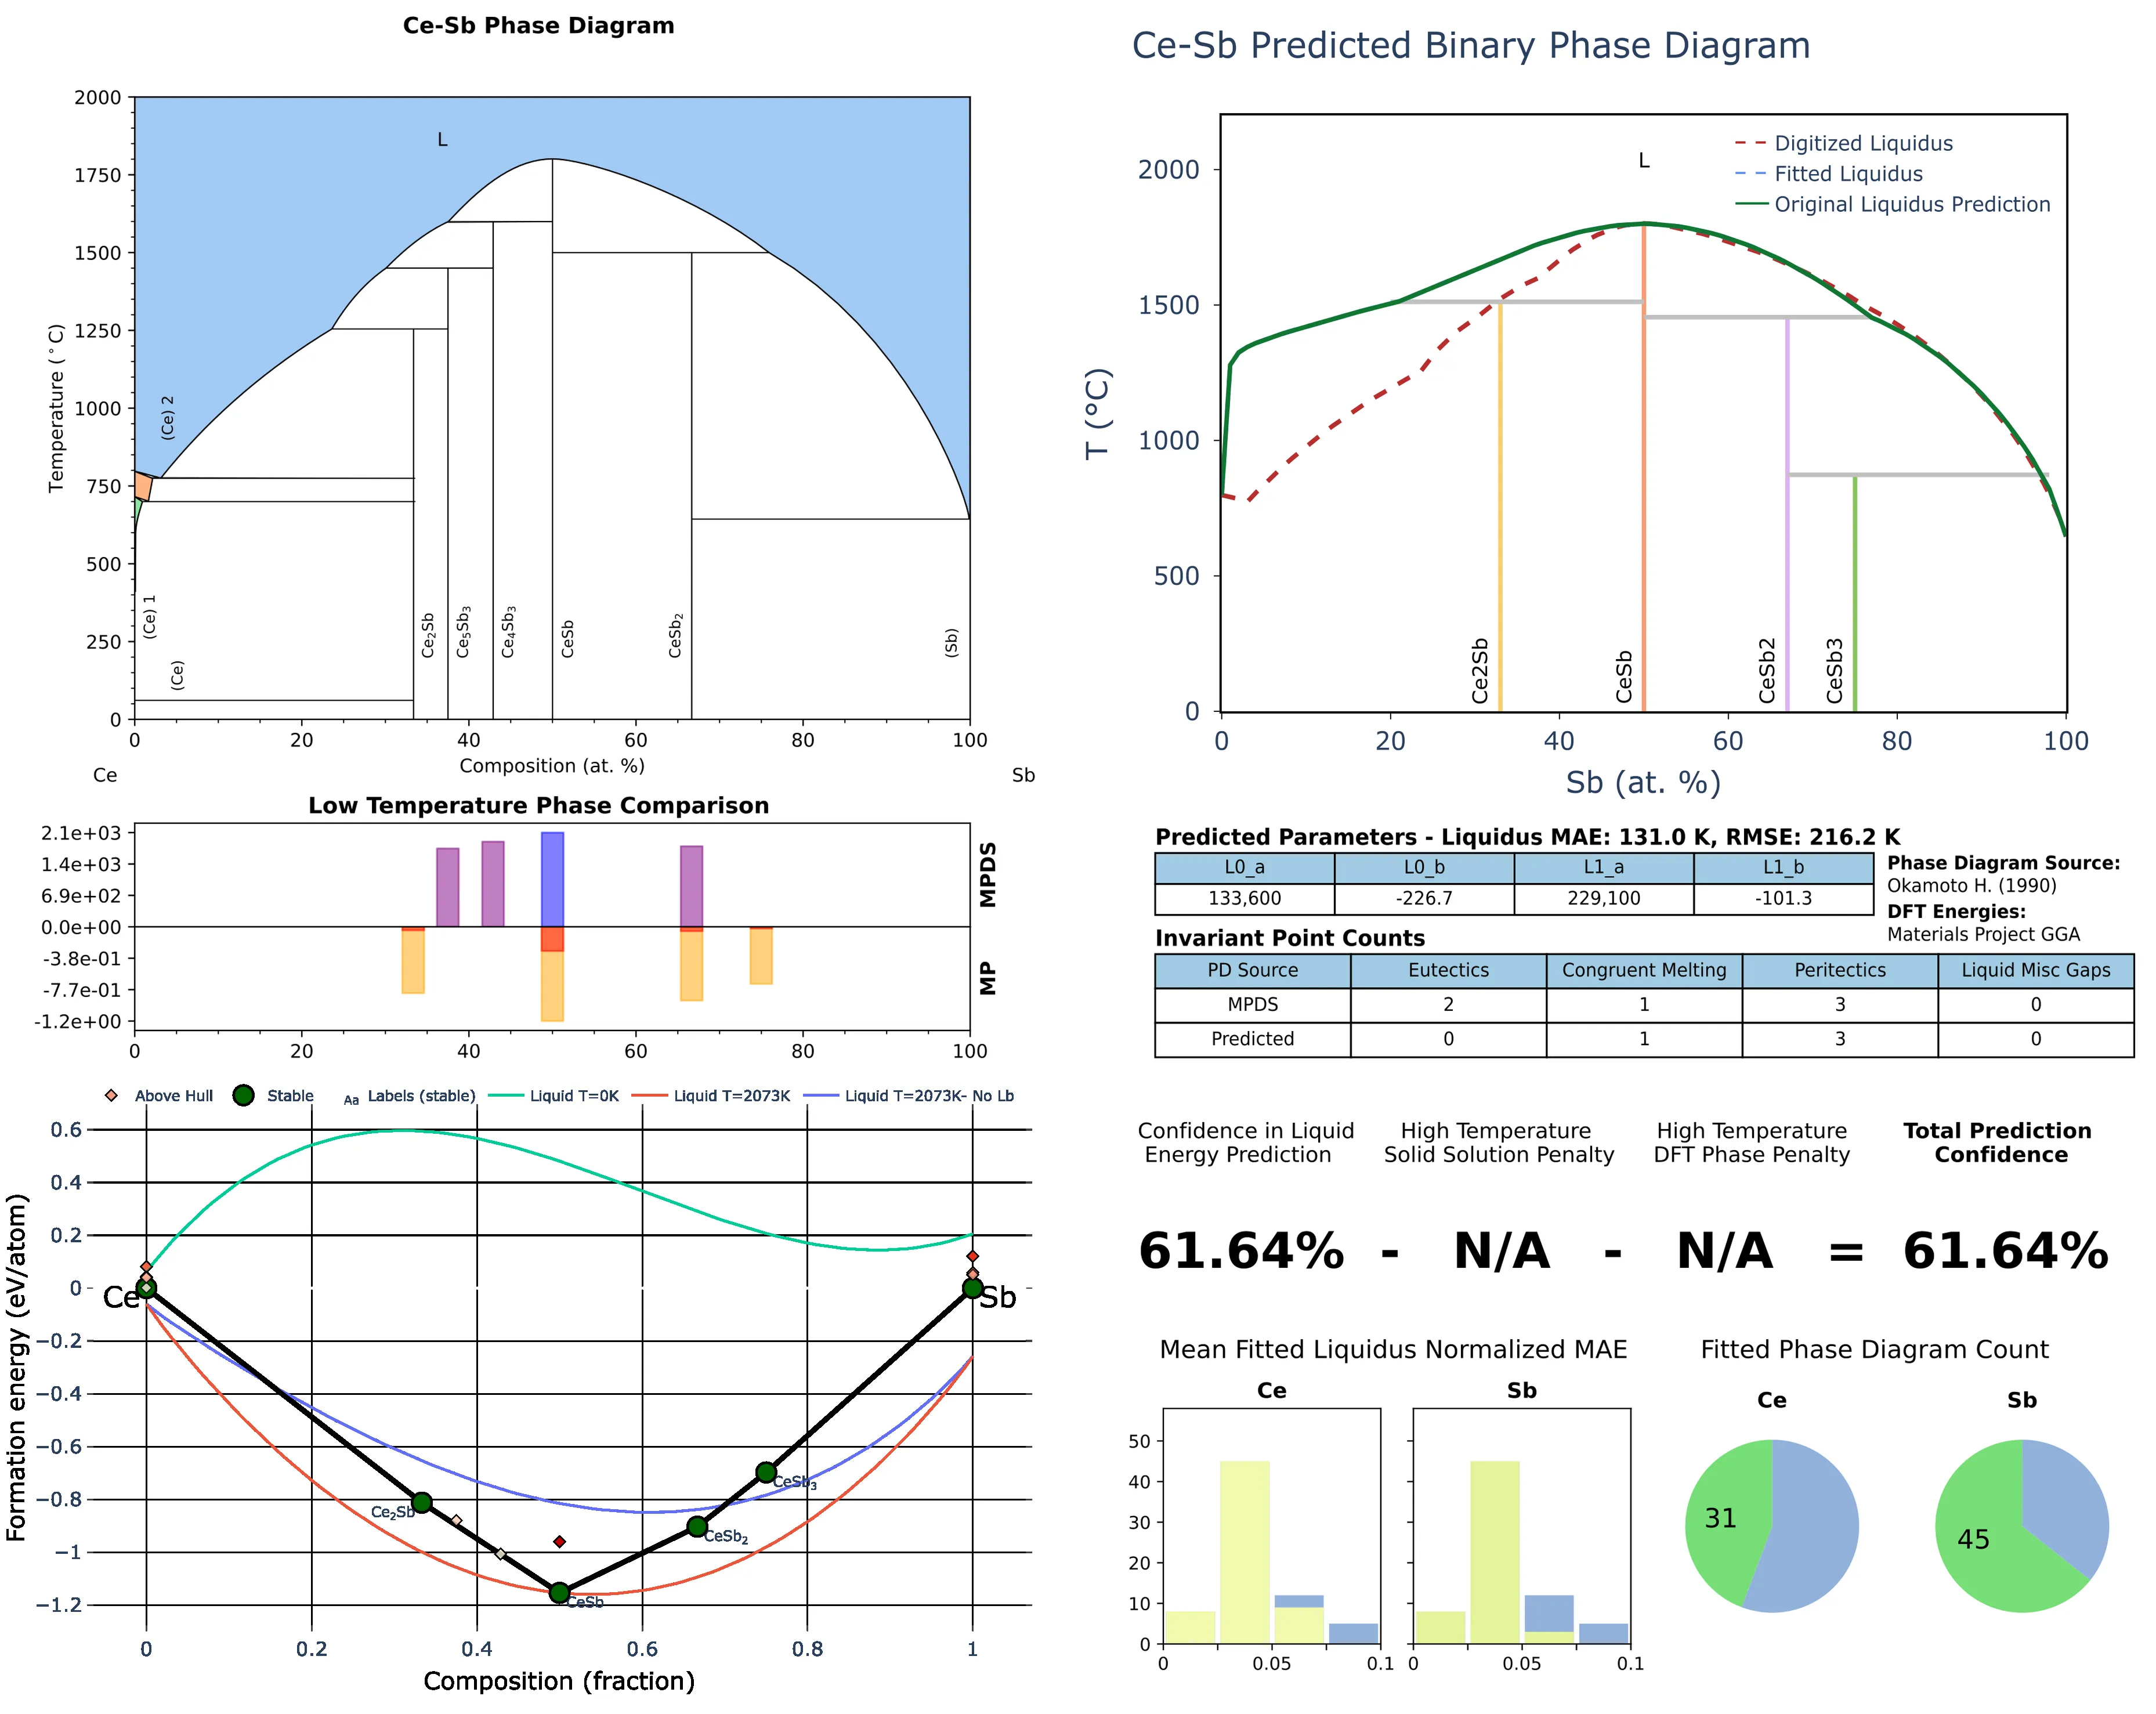 Ce-Sb Phase Diagram
2000
1750
1500
1250
1000
750
500
250
0
Temperature (°C)
L
(Ce) 2
(Ce) 1
(Ce)
Ce₂Sb
Ce₅Sb₃
Ce₄Sb₃
CeSb
CeSb₂
(Sb)
0 20 40 60 80 100
Composition (at. %)
Ce Sb
Low Temperature Phase Comparison
2.1e+03
1.4e+03
6.9e+02
0.0e+00
-3.8e-01
-7.7e-01
-1.2e+00
MPDS
MP
0 20 40 60 80 100
Above Hull Stable Aa Labels (stable) Liquid T=0K Liquid T=2073K Liquid T=2073K- No Lb
0.6
0.4
0.2
0
−0.2
−0.4
−0.6
−0.8
−1
−1.2
Formation energy (eV/atom)
Ce
Sb
Ce₂Sb
CeSb
CeSb₂
CeSb₃
0 0.2 0.4 0.6 0.8 1
Composition (fraction)
Ce-Sb Predicted Binary Phase Diagram
Digitized Liquidus
Fitted Liquidus
Original Liquidus Prediction
L
2000
1500
1000
500
0
T (°C)
Ce2Sb
CeSb
CeSb2
CeSb3
0 20 40 60 80 100
Sb (at. %)
Predicted Parameters - Liquidus MAE: 131.0 K, RMSE: 216.2 K
L0_a L0_b L1_a L1_b
133,600 -226.7 229,100 -101.3
Phase Diagram Source:
Okamoto H. (1990)
DFT Energies:
Materials Project GGA
Invariant Point Counts
PD Source Eutectics Congruent Melting Peritectics Liquid Misc Gaps
MPDS 2 1 3 0
Predicted 0 1 3 0
Confidence in Liquid
Energy Prediction
High Temperature
Solid Solution Penalty
High Temperature
DFT Phase Penalty
Total Prediction
Confidence
61.64% - N/A - N/A = 61.64%
Mean Fitted Liquidus Normalized MAE
Ce Sb
50
40
30
20
10
0
0 0.05 0.1
0 0.05 0.1
Fitted Phase Diagram Count
Ce Sb
31
45